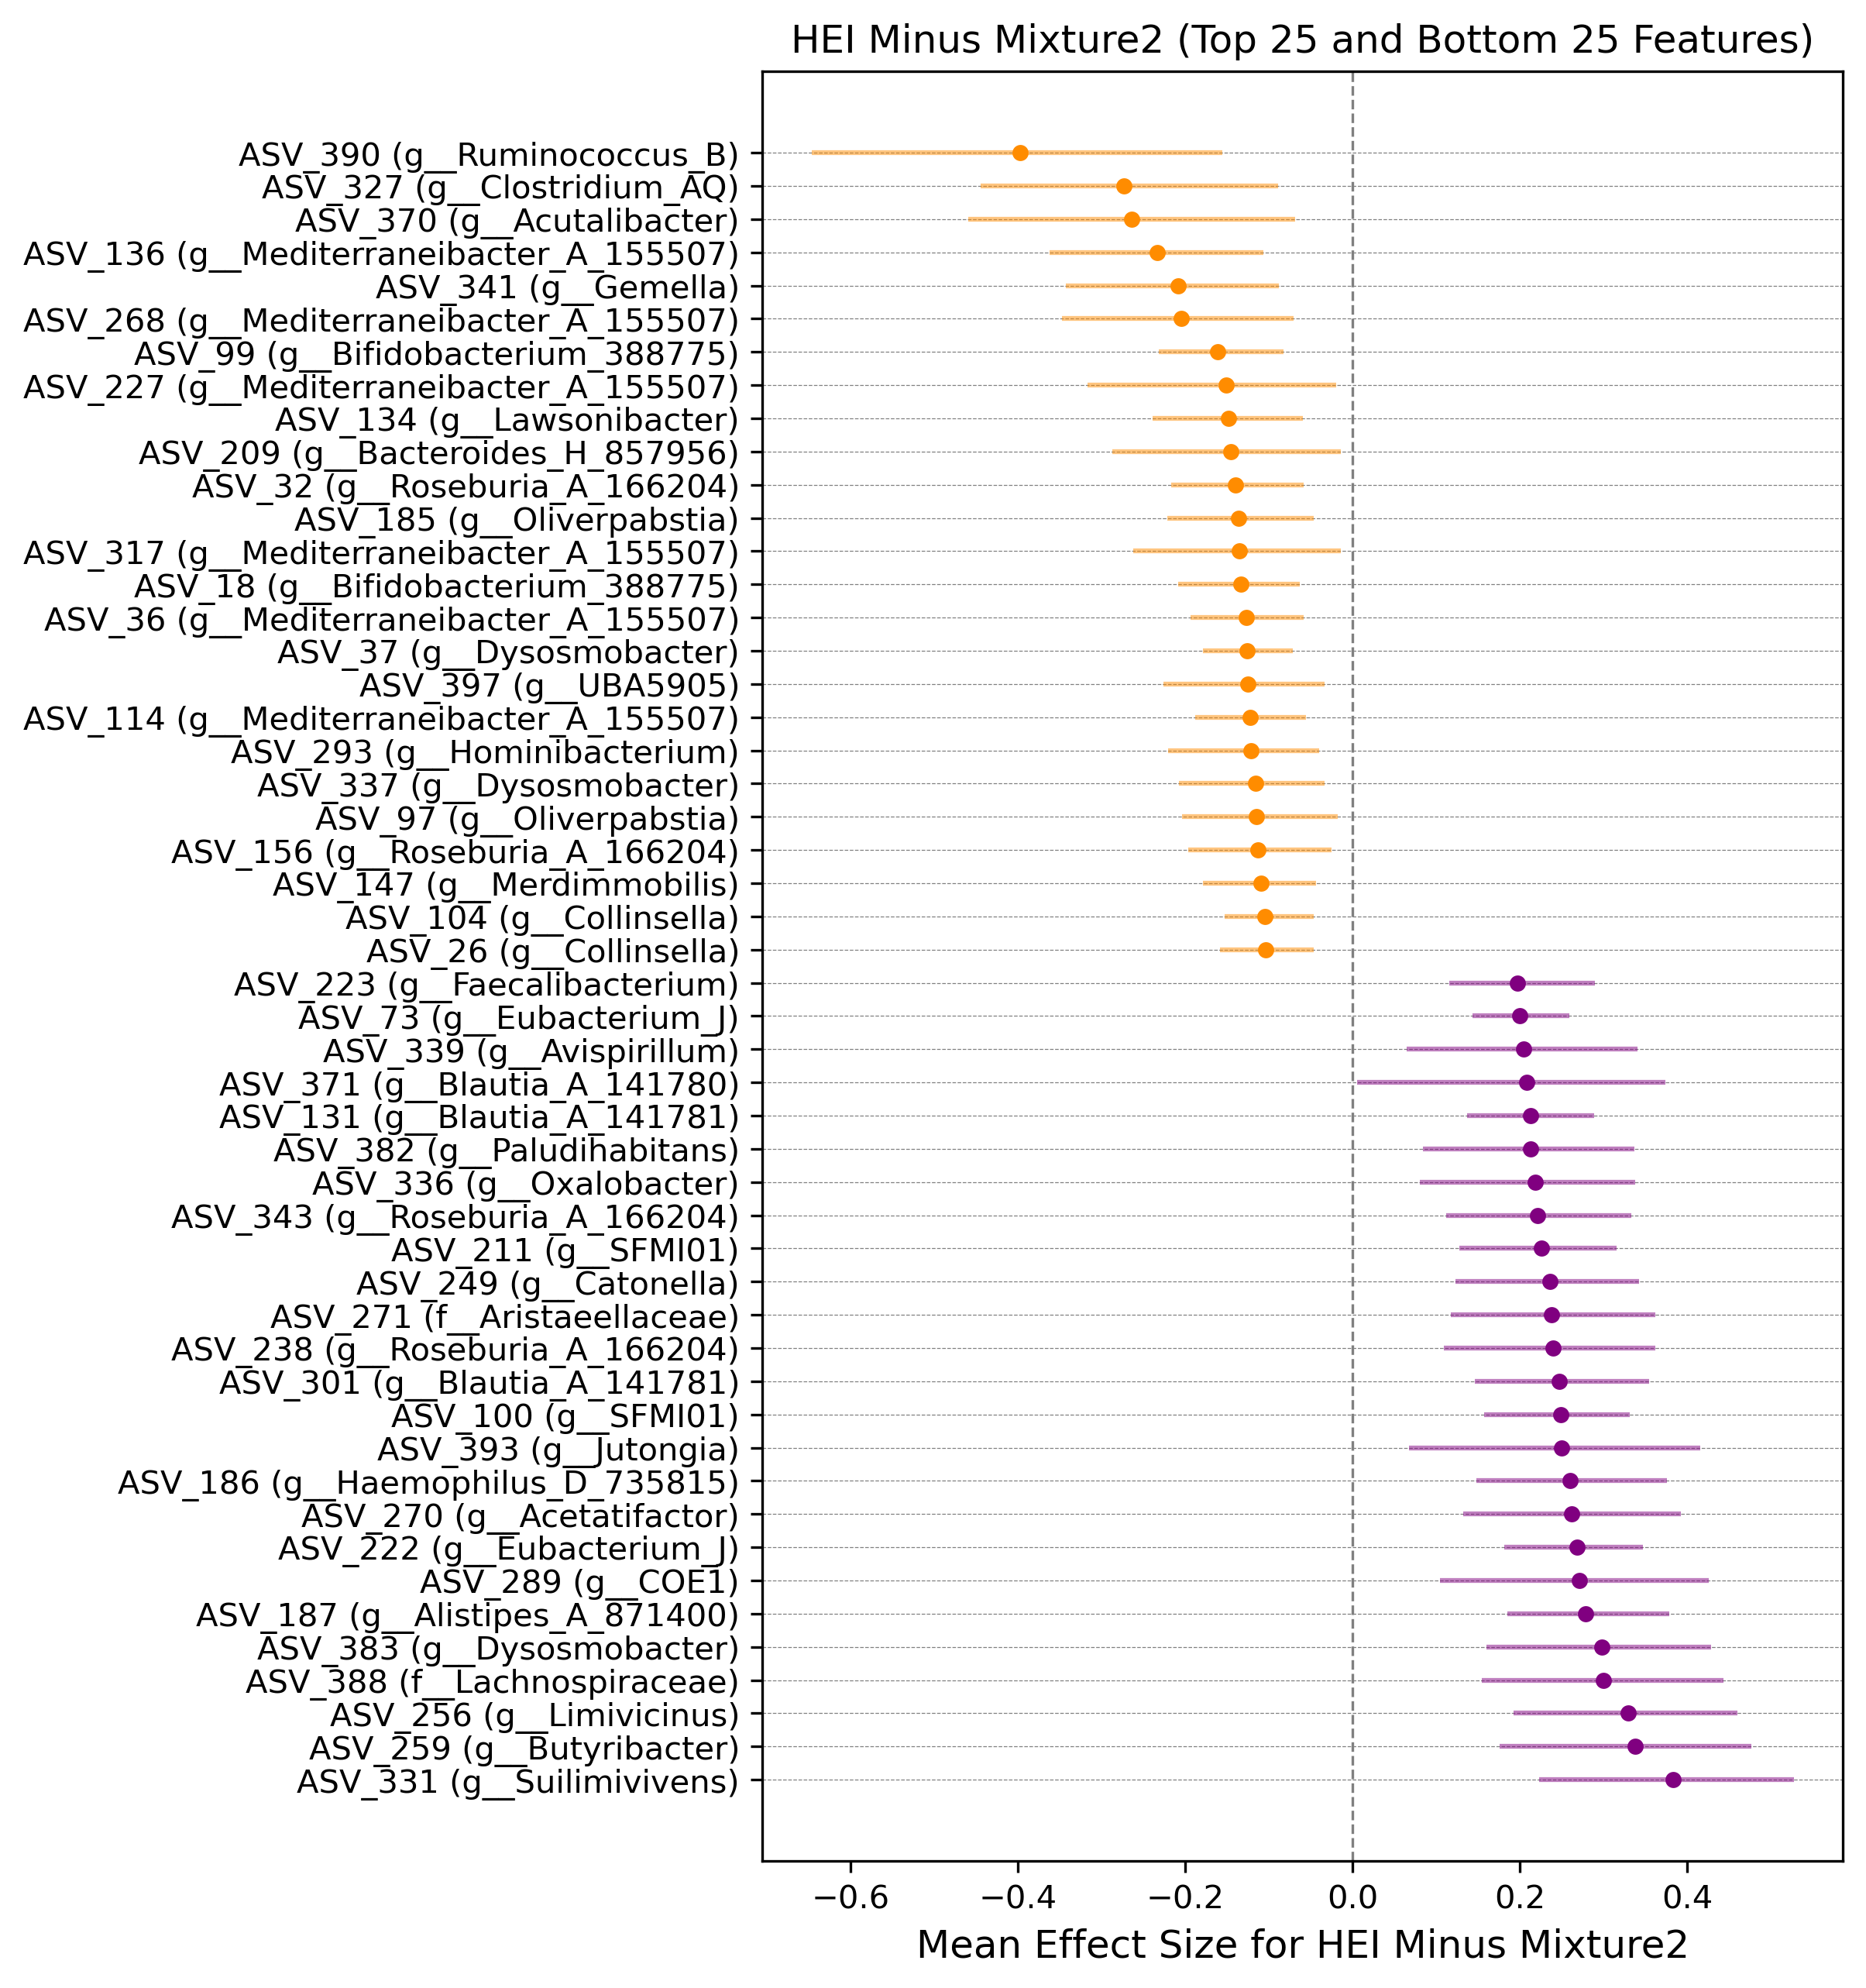 HEI Minus Mixture2 (Top 25 and Bottom 25 Features)
ASV_390 (g__Ruminococcus_B)
ASV_327 (g__Clostridium_AQ)
ASV_370 (g__Acutalibacter)
ASV_136 (g__Mediterraneibacter_A_155507)
ASV_341 (g__Gemella)
ASV_268 (g__Mediterraneibacter_A_155507)
ASV_99 (g__Bifidobacterium_388775)
ASV_227 (g__Mediterraneibacter_A_155507)
ASV_134 (g__Lawsonibacter)
ASV_209 (g__Bacteroides_H_857956)
ASV_32 (g__Roseburia_A_166204)
ASV_185 (g__Oliverpabstia)
ASV_317 (g__Mediterraneibacter_A_155507)
ASV_18 (g__Bifidobacterium_388775)
ASV_36 (g__Mediterraneibacter_A_155507)
ASV_37 (g__Dysosmobacter)
ASV_397 (g__UBA5905)
ASV_114 (g__Mediterraneibacter_A_155507)
ASV_293 (g__Hominibacterium)
ASV_337 (g__Dysosmobacter)
ASV_97 (g__Oliverpabstia)
ASV_156 (g__Roseburia_A_166204)
ASV_147 (g__Merdimmobilis)
ASV_104 (g__Collinsella)
ASV_26 (g__Collinsella)
ASV_223 (g__Faecalibacterium)
ASV_73 (g__Eubacterium_J)
ASV_339 (g__Avispirillum)
ASV_371 (g__Blautia_A_141780)
ASV_131 (g__Blautia_A_141781)
ASV_382 (g__Paludihabitans)
ASV_336 (g__Oxalobacter)
ASV_343 (g__Roseburia_A_166204)
ASV_211 (g__SFMI01)
ASV_249 (g__Catonella)
ASV_271 (f__Aristaeellaceae)
ASV_238 (g__Roseburia_A_166204)
ASV_301 (g__Blautia_A_141781)
ASV_100 (g__SFMI01)
ASV_393 (g__Jutongia)
ASV_186 (g__Haemophilus_D_735815)
ASV_270 (g__Acetatifactor)
ASV_222 (g__Eubacterium_J)
ASV_289 (g__COE1)
ASV_187 (g__Alistipes_A_871400)
ASV_383 (g__Dysosmobacter)
ASV_388 (f__Lachnospiraceae)
ASV_256 (g__Limivicinus)
ASV_259 (g__Butyribacter)
ASV_331 (g__Suilimivivens)
−0.6 −0.4 −0.2 0.0 0.2 0.4
Mean Effect Size for HEI Minus Mixture2